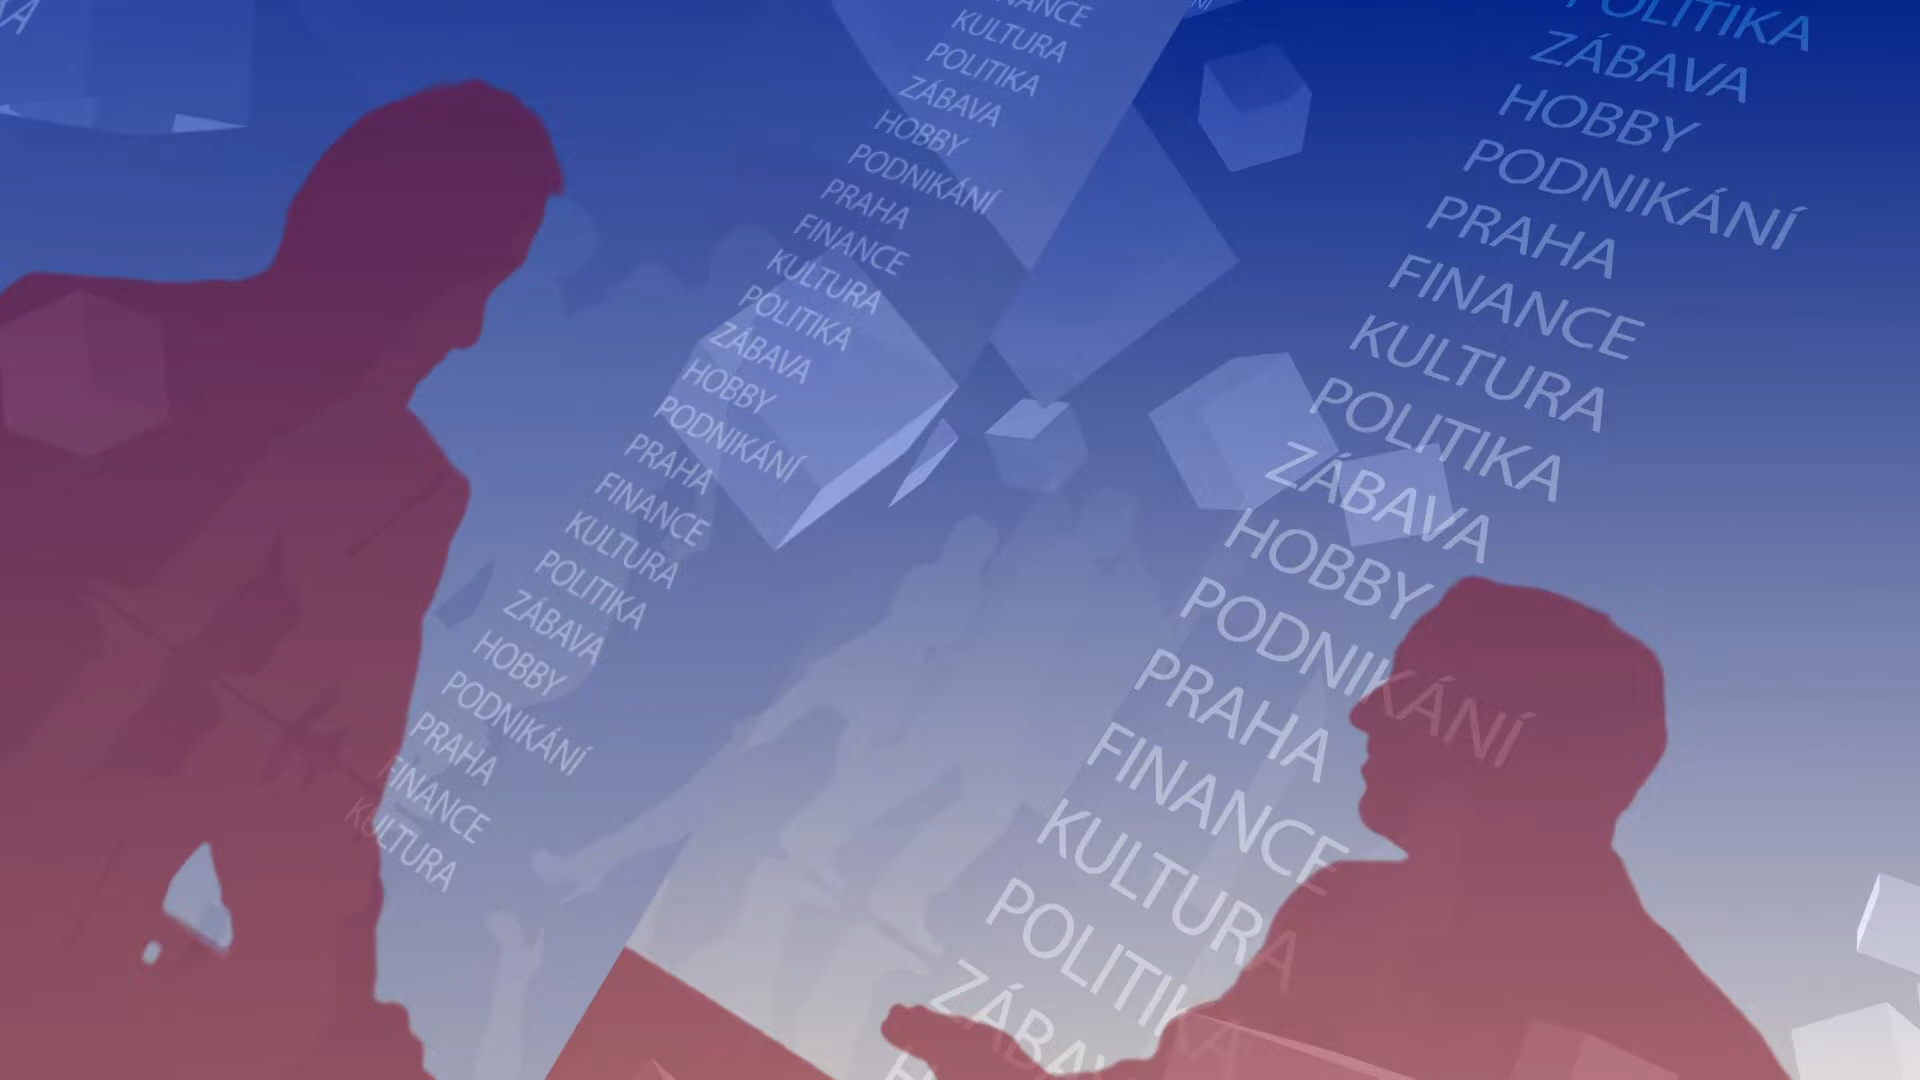 KULTURA
POLITIKA
ZÁBAVA
HOBBY
PODNIKÁNÍ
PRAHA
FINANCE
KULTURA
POLITIKA
ZÁBAVA
HOBBY
PODNIKÁNÍ
PRAHA
FINANCE
KULTURA
POLITIKA
ZÁBAVA
HOBBY
PODNIKÁNÍ
PRAHA
FINANCE
KULTURA
POLITIKA
ZÁBAVA
HOBBY
PODNIKÁNÍ
PRAHA
FINANCE
KULTURA
POLITIKA
ZÁBAVA
HOBBY
PODNIKÁNÍ
PRAHA
FINANCE
KULTURA
POLITIKA
ZÁBAVA